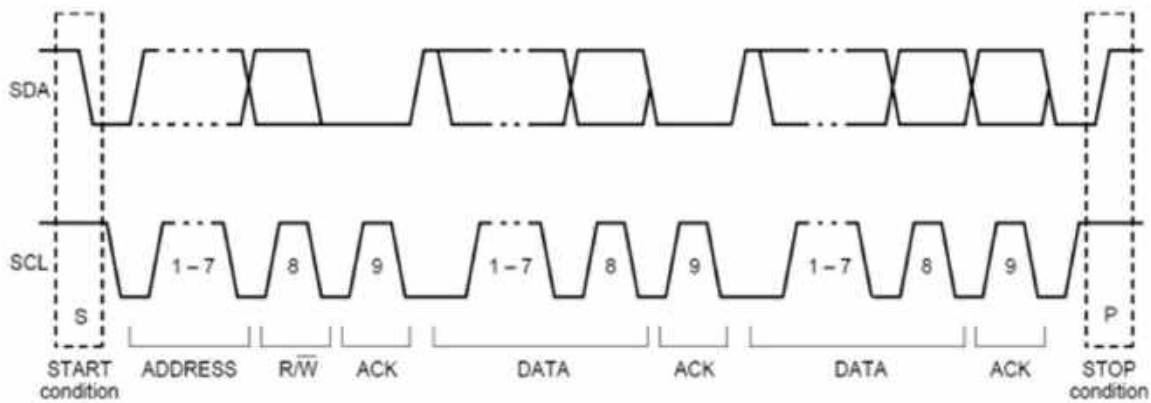 SDA
SCL
1 – 7 8 9 1 – 7 8 9 1 – 7 8 9
S P
START condition ADDRESS R/W̅ ACK DATA ACK DATA ACK STOP condition